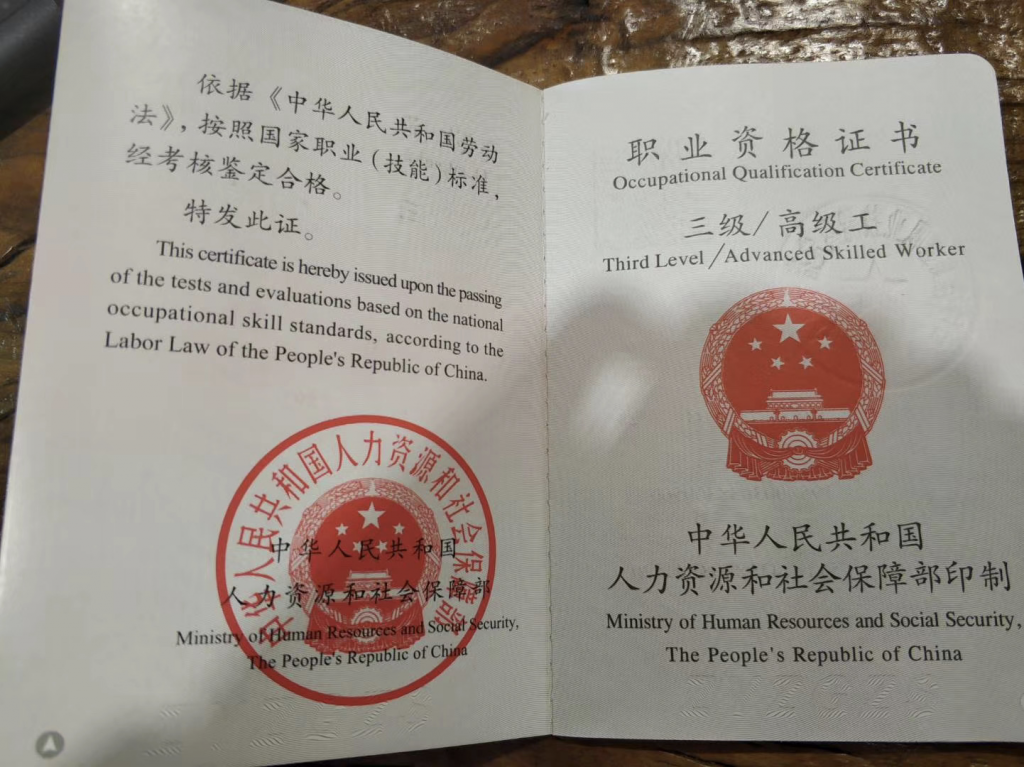 依据《中华人民共和国劳动
法》，按照国家职业(技能)标准，
经考核鉴定合格。
特发此证。
This certificate is hereby issued upon the passing
of the tests and evaluations based on the national
occupational skill standards, according to the
Labor Law of the People's Republic of China.
中华人民共和国人力资源和社会保障部
中华人民共和国
人力资源和社会保障部
Ministry of Human Resources and Social Security,
The People's Republic of China
职业资格证书
Occupational Qualification Certificate
三级/高级工
Third Level/Advanced Skilled Worker
中华人民共和国
人力资源和社会保障部印制
Ministry of Human Resources and Social Security,
The People's Republic of China